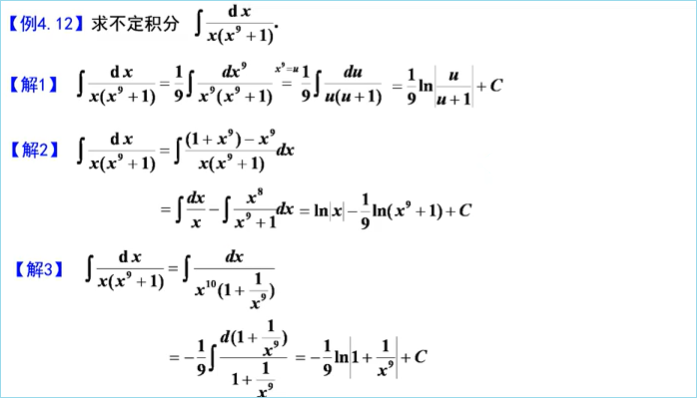 【例4.12】求不定积分 ∫ dx/(x(x⁹+1)).
【解1】 ∫ dx/(x(x⁹+1)) = 1/9 ∫ dx⁹/(x⁹(x⁹+1)) =(x⁹=u) 1/9 ∫ du/(u(u+1)) = 1/9 ln|u/(u+1)| + C
【解2】 ∫ dx/(x(x⁹+1)) = ∫ ((1+x⁹)−x⁹)/(x(x⁹+1)) dx
= ∫ dx/x − ∫ x⁸/(x⁹+1) dx = ln|x| − 1/9 ln(x⁹+1) + C
【解3】 ∫ dx/(x(x⁹+1)) = ∫ dx/(x¹⁰(1+1/x⁹))
= −1/9 ∫ d(1+1/x⁹)/(1+1/x⁹) = −1/9 ln|1+1/x⁹| + C